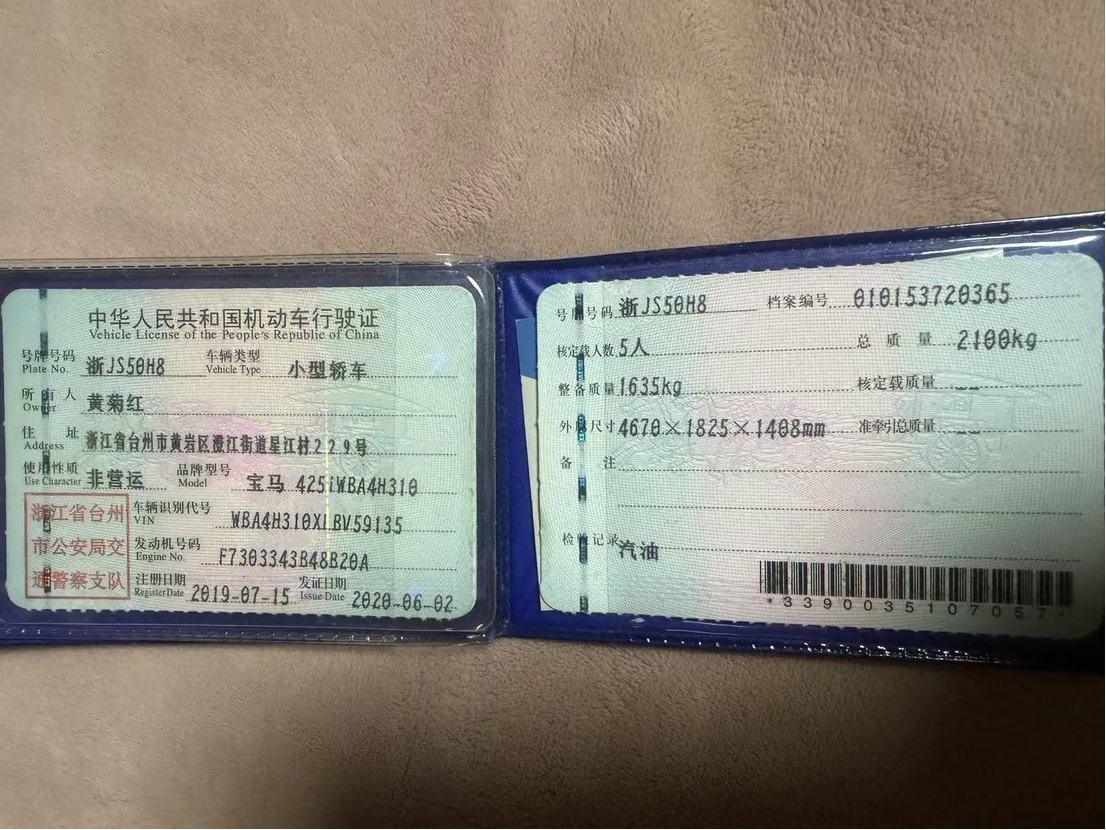 中华人民共和国机动车行驶证
Vehicle License of the People's Republic of China
号牌号码 浙JS50H8 车辆类型 小型轿车
Plate No. Vehicle Type
所有人 黄菊红
Owner
住址 浙江省台州市黄岩区澄江街道星江村229号
Address
使用性质 非营运 品牌型号 宝马 425iWBA4H310
Use Character Model
浙江省台州
市公安局交
通警察支队
车辆识别代号 WBA4H310XLBV59135
VIN
发动机号码 F7303343B48B20A
Engine No.
注册日期 2019-07-15 发证日期 2020-06-02
Register Date Issue Date
号牌号码 浙JS50H8 档案编号 010153720365
核定载人数 5人 总质量 2100kg
整备质量 1635kg 核定载质量 --
外廓尺寸 4670×1825×1408mm 准牵引总质量 --
备注
检验记录 汽油
*3390035107057*